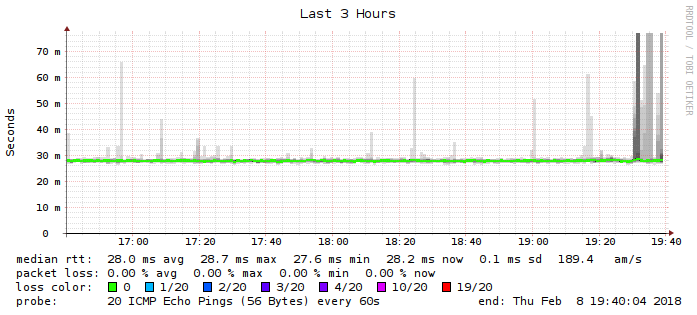 Last 3 Hours
RRDTOOL / TOBI OETIKER
Seconds
70 m
60 m
50 m
40 m
30 m
20 m
10 m
0
17:00 17:20 17:40 18:00 18:20 18:40 19:00 19:20 19:40
median rtt: 28.0 ms avg 28.7 ms max 27.6 ms min 28.2 ms now 0.1 ms sd 189.4 am/s
packet loss: 0.00 % avg 0.00 % max 0.00 % min 0.00 % now
loss color: 0 1/20 2/20 3/20 4/20 10/20 19/20
probe: 20 ICMP Echo Pings (56 Bytes) every 60s end: Thu Feb 8 19:40:04 2018